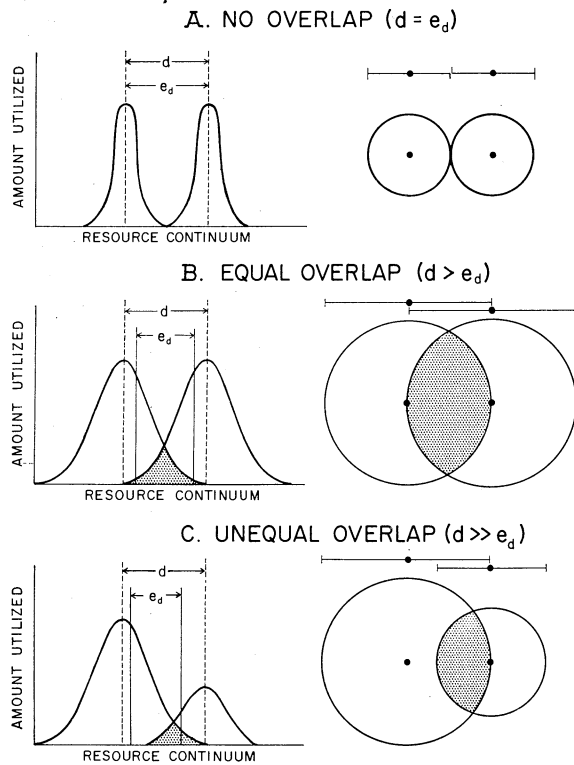 A. NO OVERLAP (d = e_d)
d
e_d
AMOUNT UTILIZED
RESOURCE CONTINUUM
B. EQUAL OVERLAP (d > e_d)
d
e_d
AMOUNT UTILIZED
RESOURCE CONTINUUM
C. UNEQUAL OVERLAP (d >> e_d)
d
e_d
AMOUNT UTILIZED
RESOURCE CONTINUUM